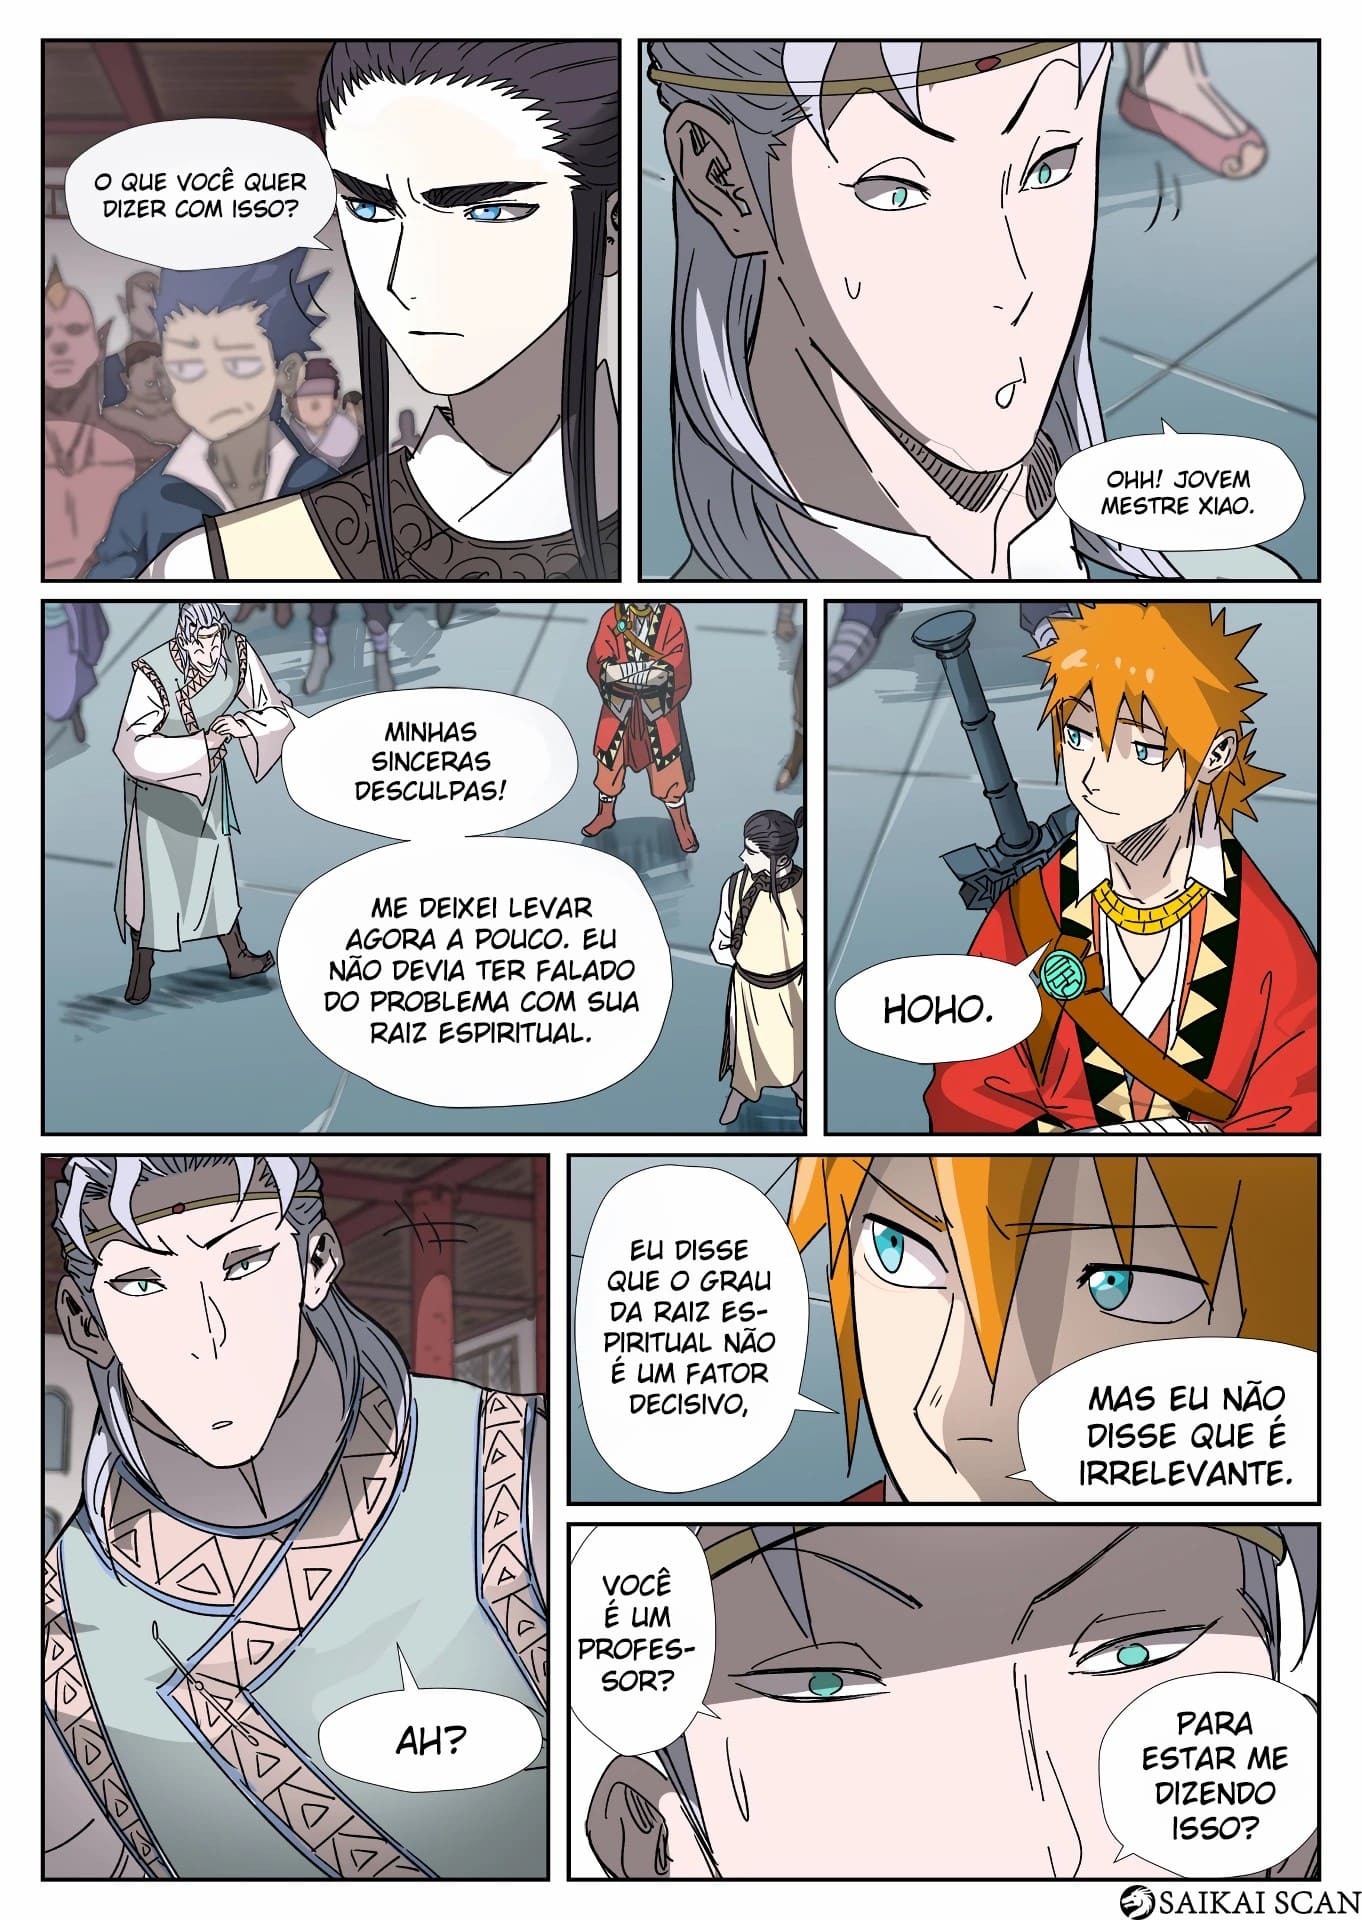 O QUE VOCÊ QUER
DIZER COM ISSO?
OHH! JOVEM
MESTRE XIAO.
MINHAS
SINCERAS
DESCULPAS!
ME DEIXEI LEVAR
AGORA A POUCO. EU
NÃO DEVIA TER FALADO
DO PROBLEMA COM SUA
RAIZ ESPIRITUAL.
HOHO.
AH?
EU DISSE
QUE O GRAU
DA RAIZ ES-
PIRITUAL NÃO
É UM FATOR
DECISIVO,
MAS EU NÃO
DISSE QUE É
IRRELEVANTE.
VOCÊ
É UM
PROFES-
SOR?
PARA
ESTAR ME
DIZENDO
ISSO?
SAIKAI SCAN